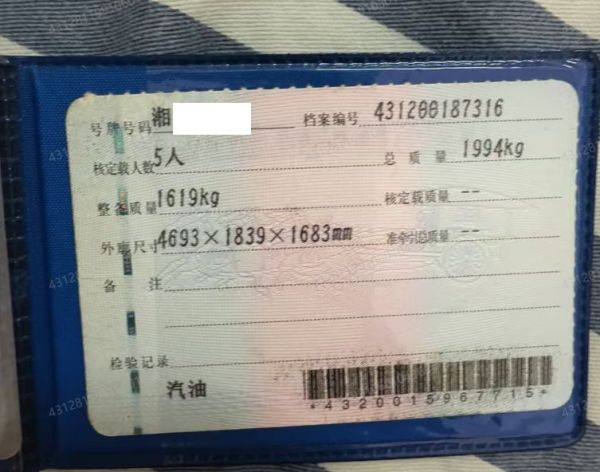 号牌号码 湘 档案编号 431200187316
核定载人数 5人 总质量 1994kg
整备质量 1619kg 核定载质量 --
外廓尺寸 4693×1839×1683mm 准牵引总质量 --
备注
检验记录
汽油
*4320015967715*